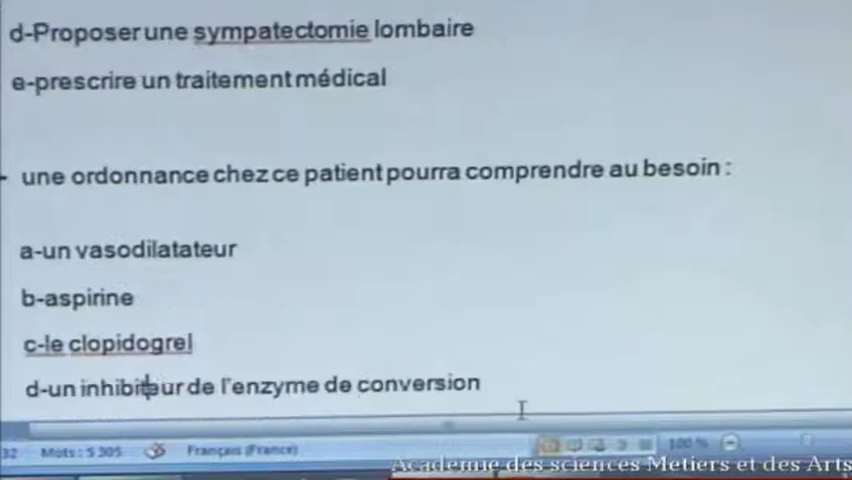 d-Proposer une sympatectomie lombaire
e-prescrire un traitement médical
- une ordonnance chez ce patient pourra comprendre au besoin :
a-un vasodilatateur
b-aspirine
c-le clopidogrel
d-un inhibiteur de l'enzyme de conversion
32 Mots : 5 305 Français (France) 100 %
Academie des sciences Metiers et des Arts